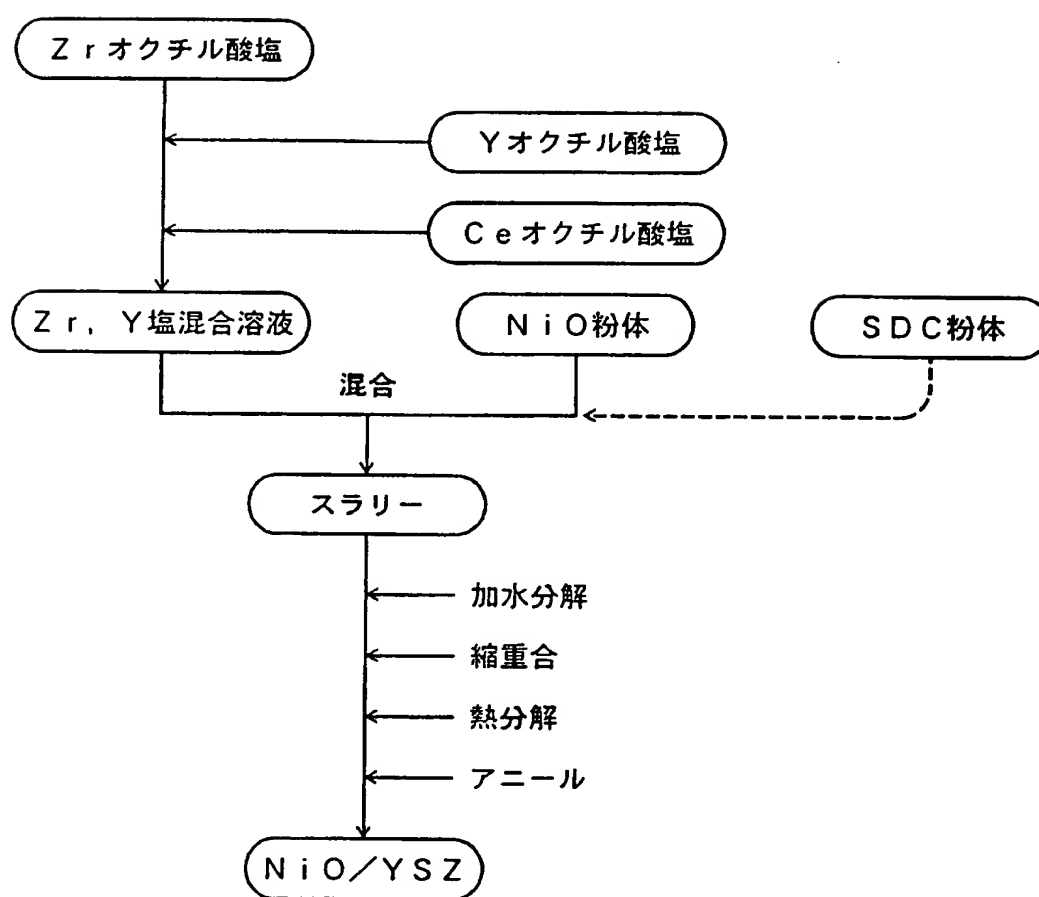 Ｚｒオクチル酸塩
Ｙオクチル酸塩
Ｃｅオクチル酸塩
Ｚｒ，Ｙ塩混合溶液
ＮｉＯ粉体
ＳＤＣ粉体
混合
スラリー
加水分解
縮重合
熱分解
アニール
ＮｉＯ／ＹＳＺ